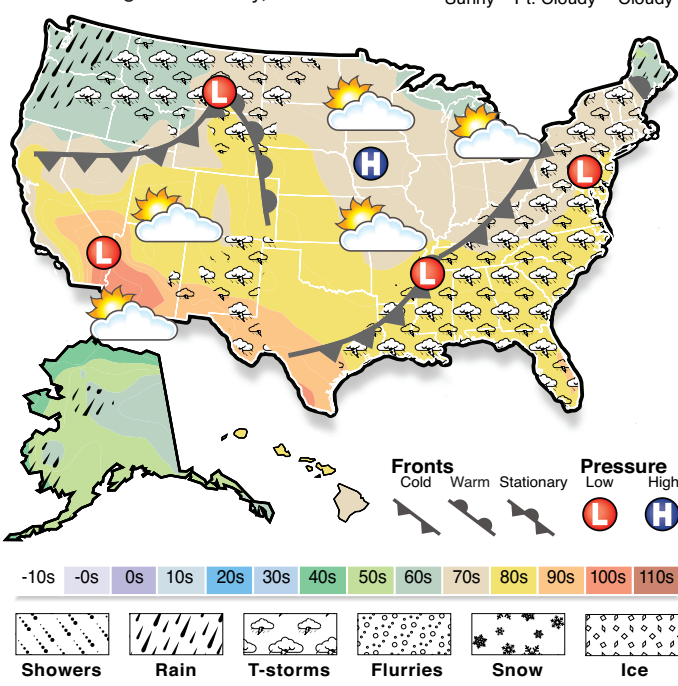 Sunny Pt. Cloudy Cloudy
L
H
L
L
L
Fronts
Cold Warm Stationary
Pressure
Low High
L H
-10s -0s 0s 10s 20s 30s 40s 50s 60s 70s 80s 90s 100s 110s
Showers Rain T-storms Flurries Snow Ice